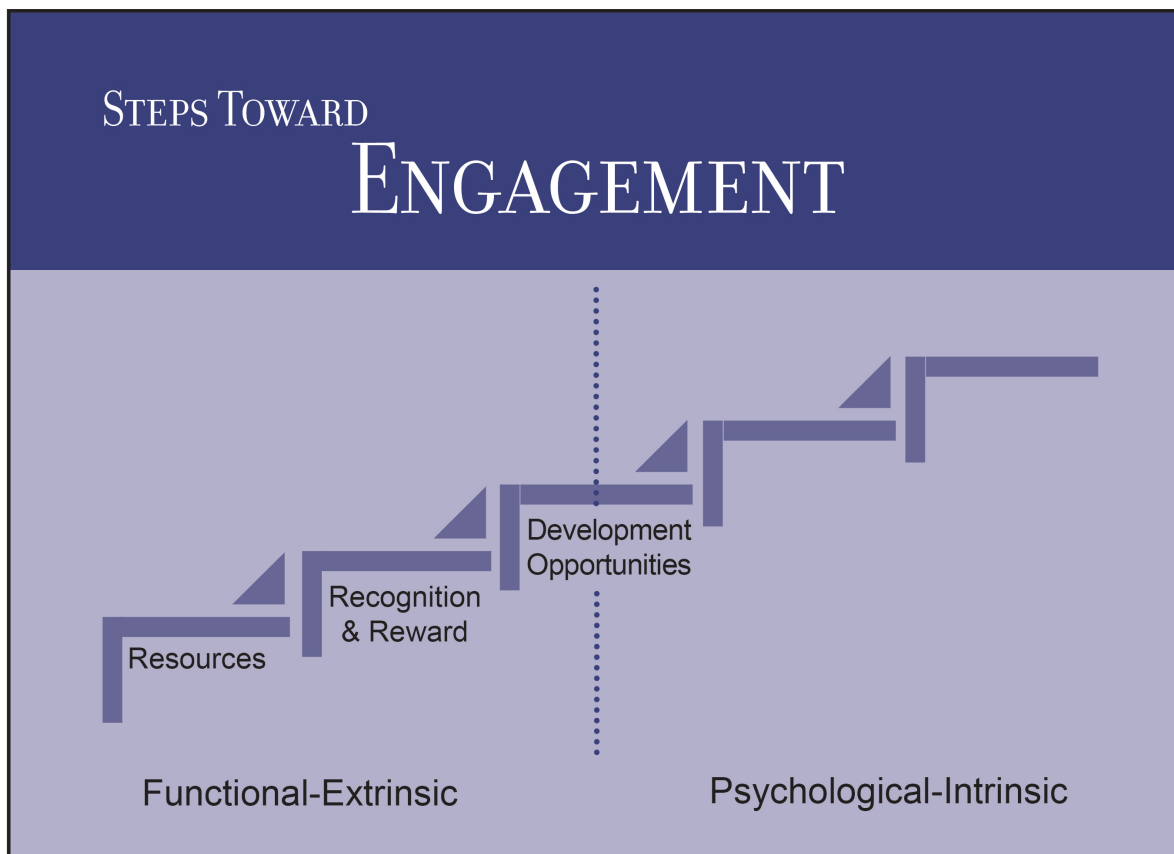 STEPS TOWARD
ENGAGEMENT
Development
Opportunities
Recognition
& Reward
Resources
Functional-Extrinsic
Psychological-Intrinsic